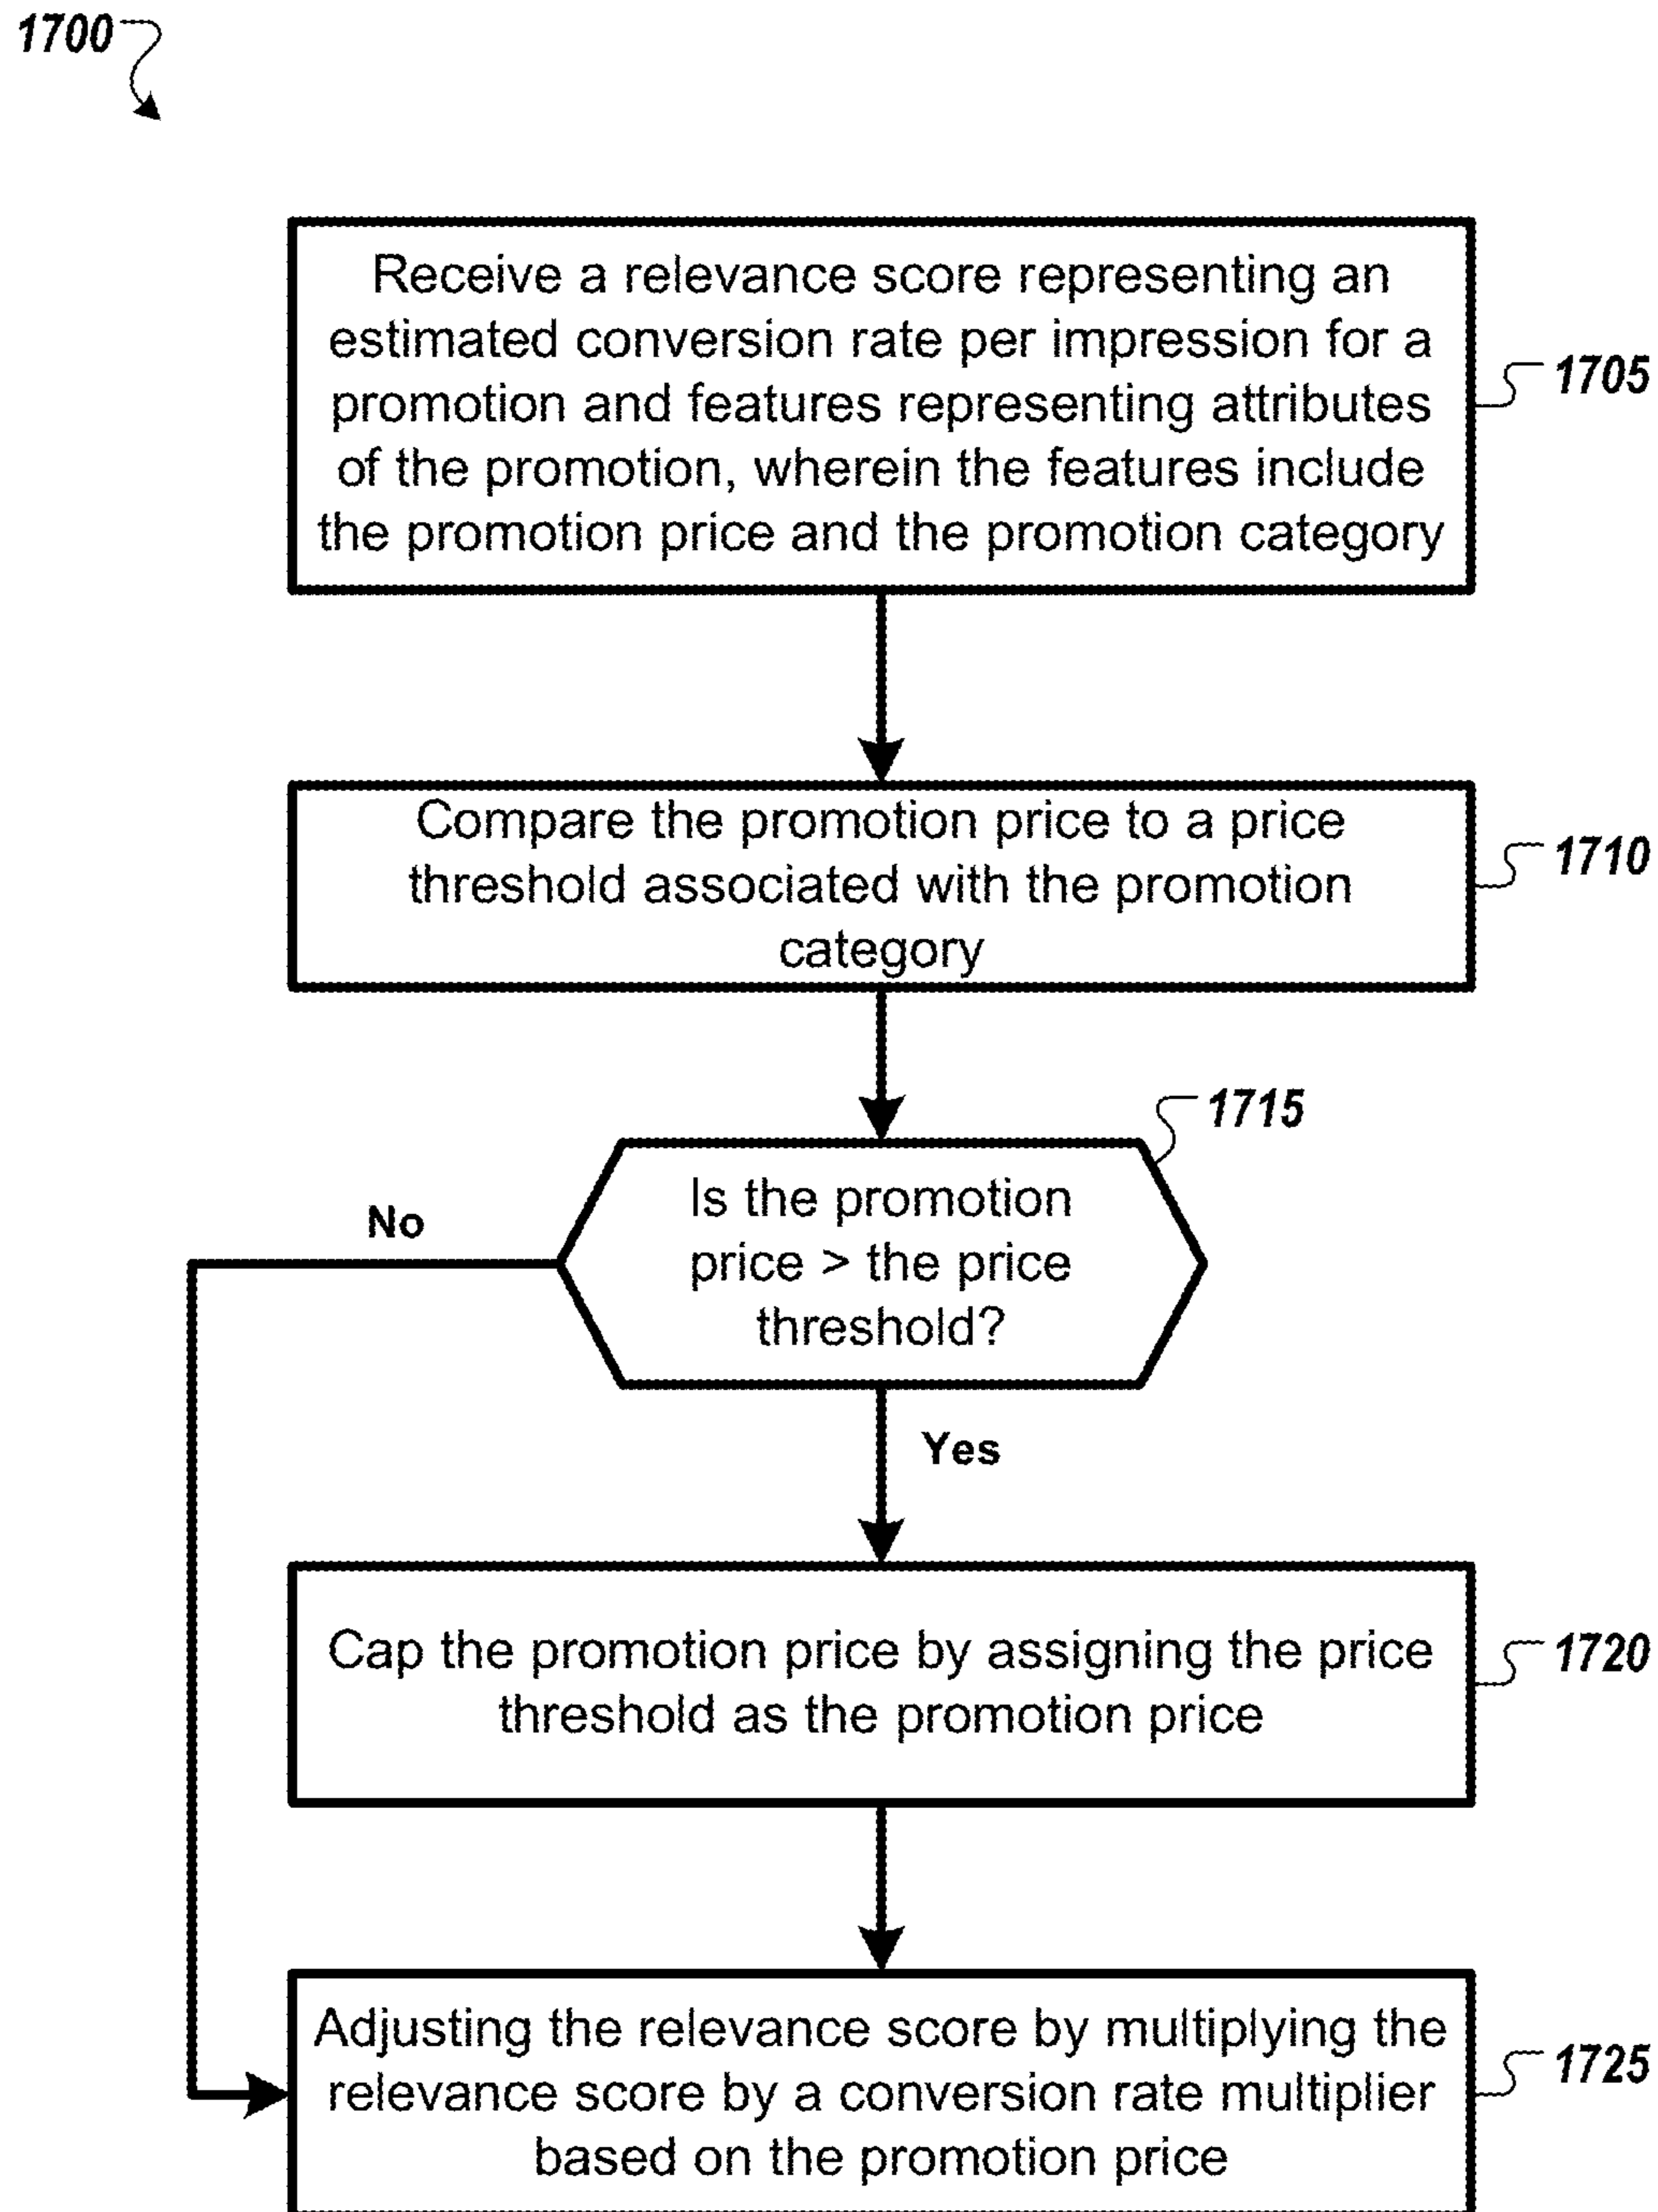 1700
Receive a relevance score representing an
estimated conversion rate per impression for a
promotion and features representing attributes
of the promotion, wherein the features include
the promotion price and the promotion category
1705
Compare the promotion price to a price
threshold associated with the promotion
category
1710
1715
Is the promotion
price > the price
threshold?
No
Yes
Cap the promotion price by assigning the price
threshold as the promotion price
1720
Adjusting the relevance score by multiplying the
relevance score by a conversion rate multiplier
based on the promotion price
1725